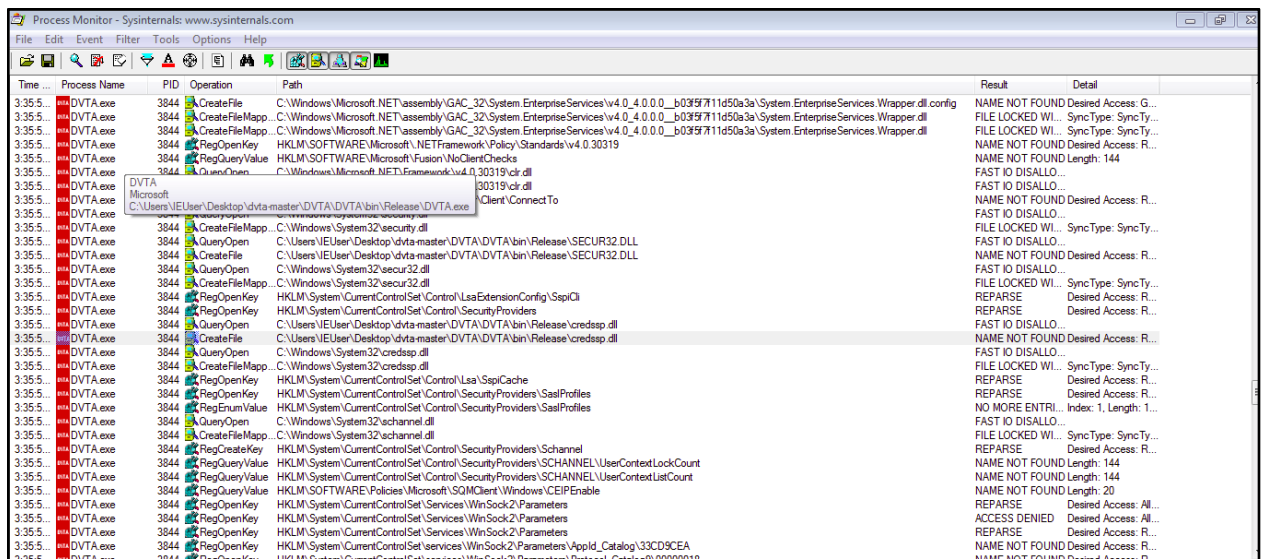 Process Monitor - Sysinternals: www.sysinternals.com
File Edit Event Filter Tools Options Help
Time ... Process Name PID Operation Path Result Detail
3:35:5... DVTA.exe 3844 CreateFile C:\Windows\Microsoft.NET\assembly\GAC_32\System.EnterpriseServices\v4.0_4.0.0.0__b03f5f7f11d50a3a\System.EnterpriseServices.Wrapper.dll.config NAME NOT FOUND Desired Access: G...
3:35:5... DVTA.exe 3844 CreateFileMapp... C:\Windows\Microsoft.NET\assembly\GAC_32\System.EnterpriseServices\v4.0_4.0.0.0__b03f5f7f11d50a3a\System.EnterpriseServices.Wrapper.dll FILE LOCKED WI... SyncType: SyncTy...
3:35:5... DVTA.exe 3844 CreateFileMapp... C:\Windows\Microsoft.NET\assembly\GAC_32\System.EnterpriseServices\v4.0_4.0.0.0__b03f5f7f11d50a3a\System.EnterpriseServices.Wrapper.dll FILE LOCKED WI... SyncType: SyncTy...
3:35:5... DVTA.exe 3844 RegOpenKey HKLM\SOFTWARE\Microsoft\.NETFramework\Policy\Standards\v4.0.30319 NAME NOT FOUND Desired Access: R...
3:35:5... DVTA.exe 3844 RegQueryValue HKLM\SOFTWARE\Microsoft\Fusion\NoClientChecks NAME NOT FOUND Length: 144
3:35:5... DVTA.exe 3844 QueryOpen C:\Windows\Microsoft.NET\Framework\v4.0.30319\clr.dll FAST IO DISALLO...
3:35:5... DVTA.exe 30319\clr.dll FAST IO DISALLO...
3:35:5... DVTA.exe \Client\ConnectTo NAME NOT FOUND Desired Access: R...
DVTA
Microsoft
C:\Users\IEUser\Desktop\dvta-master\DVTA\DVTA\bin\Release\DVTA.exe
3:35:5... DVTA.exe 3844 QueryOpen C:\Windows\System32\security.dll FAST IO DISALLO...
3:35:5... DVTA.exe 3844 CreateFileMapp... C:\Windows\System32\security.dll FILE LOCKED WI... SyncType: SyncTy...
3:35:5... DVTA.exe 3844 QueryOpen C:\Users\IEUser\Desktop\dvta-master\DVTA\DVTA\bin\Release\SECUR32.DLL FAST IO DISALLO...
3:35:5... DVTA.exe 3844 CreateFile C:\Users\IEUser\Desktop\dvta-master\DVTA\DVTA\bin\Release\SECUR32.DLL NAME NOT FOUND Desired Access: R...
3:35:5... DVTA.exe 3844 QueryOpen C:\Windows\System32\secur32.dll FAST IO DISALLO...
3:35:5... DVTA.exe 3844 CreateFileMapp... C:\Windows\System32\secur32.dll FILE LOCKED WI... SyncType: SyncTy...
3:35:5... DVTA.exe 3844 RegOpenKey HKLM\System\CurrentControlSet\Control\LsaExtensionConfig\SspiCli REPARSE Desired Access: R...
3:35:5... DVTA.exe 3844 RegOpenKey HKLM\System\CurrentControlSet\Control\SecurityProviders REPARSE Desired Access: R...
3:35:5... DVTA.exe 3844 QueryOpen C:\Users\IEUser\Desktop\dvta-master\DVTA\DVTA\bin\Release\credssp.dll FAST IO DISALLO...
3:35:5... DVTA.exe 3844 CreateFile C:\Users\IEUser\Desktop\dvta-master\DVTA\DVTA\bin\Release\credssp.dll NAME NOT FOUND Desired Access: R...
3:35:5... DVTA.exe 3844 QueryOpen C:\Windows\System32\credssp.dll FAST IO DISALLO...
3:35:5... DVTA.exe 3844 CreateFileMapp... C:\Windows\System32\credssp.dll FILE LOCKED WI... SyncType: SyncTy...
3:35:5... DVTA.exe 3844 RegOpenKey HKLM\System\CurrentControlSet\Control\Lsa\SspiCache REPARSE Desired Access: R...
3:35:5... DVTA.exe 3844 RegOpenKey HKLM\System\CurrentControlSet\Control\SecurityProviders\SaslProfiles REPARSE Desired Access: R...
3:35:5... DVTA.exe 3844 RegEnumValue HKLM\System\CurrentControlSet\Control\SecurityProviders\SaslProfiles NO MORE ENTRI... Index: 1, Length: 1...
3:35:5... DVTA.exe 3844 QueryOpen C:\Windows\System32\schannel.dll FAST IO DISALLO...
3:35:5... DVTA.exe 3844 CreateFileMapp... C:\Windows\System32\schannel.dll FILE LOCKED WI... SyncType: SyncTy...
3:35:5... DVTA.exe 3844 RegCreateKey HKLM\System\CurrentControlSet\Control\SecurityProviders\Schannel REPARSE Desired Access: R...
3:35:5... DVTA.exe 3844 RegQueryValue HKLM\System\CurrentControlSet\Control\SecurityProviders\SCHANNEL\UserContextLockCount NAME NOT FOUND Length: 144
3:35:5... DVTA.exe 3844 RegQueryValue HKLM\System\CurrentControlSet\Control\SecurityProviders\SCHANNEL\UserContextListCount NAME NOT FOUND Length: 144
3:35:5... DVTA.exe 3844 RegQueryValue HKLM\SOFTWARE\Policies\Microsoft\SQMClient\Windows\CEIPEnable NAME NOT FOUND Length: 20
3:35:5... DVTA.exe 3844 RegOpenKey HKLM\System\CurrentControlSet\Services\WinSock2\Parameters REPARSE Desired Access: All...
3:35:5... DVTA.exe 3844 RegOpenKey HKLM\System\CurrentControlSet\Services\WinSock2\Parameters ACCESS DENIED Desired Access: All...
3:35:5... DVTA.exe 3844 RegOpenKey HKLM\System\CurrentControlSet\Services\WinSock2\Parameters REPARSE Desired Access: R...
3:35:5... DVTA.exe 3844 RegOpenKey HKLM\System\CurrentControlSet\services\WinSock2\Parameters\AppId_Catalog\33CD9CEA NAME NOT FOUND Desired Access: R...